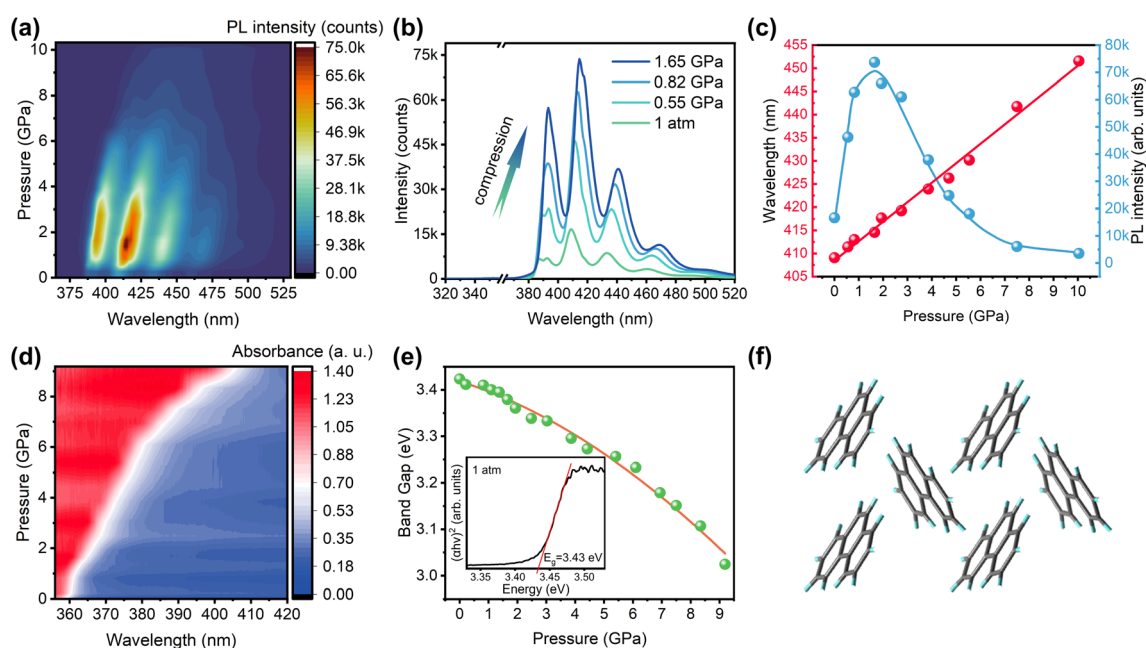 (a)
PL intensity (counts)
10
8
6
4
2
0
Pressure (GPa)
375 400 425 450 475 500 525
Wavelength (nm)
75.0k
65.6k
56.3k
46.9k
37.5k
28.1k
18.8k
9.38k
0.00
(b)
75k
60k
45k
30k
15k
0
Intensity (counts)
compression
1.65 GPa
0.82 GPa
0.55 GPa
1 atm
320 340 380 400 420 440 460 480 500 520
Wavelength (nm)
(c)
455
450
445
440
435
430
425
420
415
410
405
Wavelength (nm)
0 1 2 3 4 5 6 7 8 9 10
Pressure (GPa)
80k
70k
60k
50k
40k
30k
20k
10k
0
PL intensity (arb. units)
(d)
Absorbance (a. u.)
8
6
4
2
0
Pressure (GPa)
360 370 380 390 400 410 420
Wavelength (nm)
1.40
1.20
1.03
0.85
0.70
0.53
0.35
0.18
0.00
(e)
3.4
3.3
3.2
3.1
3.0
Band Gap (eV)
1 atm
(αhν)² (arb. units)
Eg=3.43 eV
3.35 3.40 3.45 3.50
Energy (eV)
0 1 2 3 4 5 6 7 8 9
Pressure (GPa)
(f)